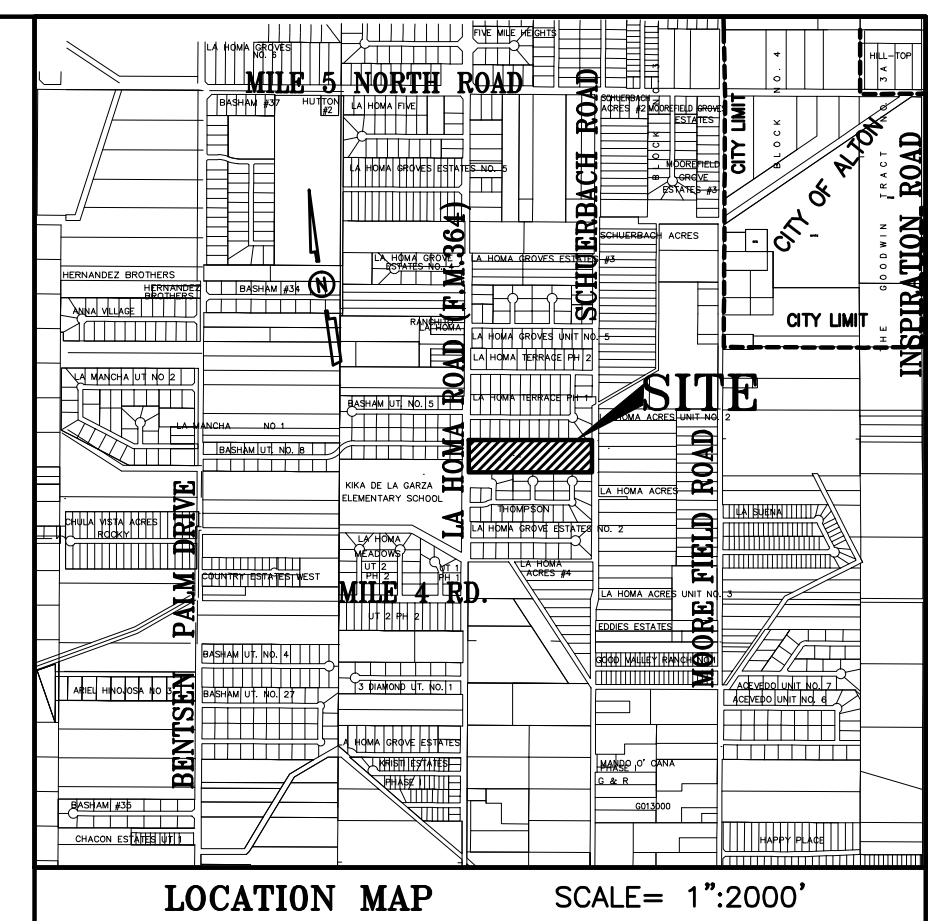 LA HOMA GROVES
NO. 6
FIVE MILE HEIGHTS
HILL-TOP
MILE 5 NORTH ROAD
BASHAM #37
HUTTON
#2
LA HOMA FIVE
SCHUERBACH
ACRES #2
MOOREFIELD GROVE
ESTATES
BLOCK NO. 3
CITY LIMIT
BLOCK NO. 4
THE GOODWIN TRACT NO. 3A
CITY OF ALTON
INSPIRATION ROAD
SCHUERBACH ROAD
LA HOMA GROVES ESTATES NO. 5
MOOREFIELD
GROVE
ESTATES #3
LA HOMA ROAD (F.M.364)
SCHUERBACH ACRES
LA HOMA GROVE
ESTATES NO. 4
LA HOMA GROVES ESTATES #3
HERNANDEZ BROTHERS
HERNANDEZ
BROTHERS
BASHAM #34
N
ANNA VILLAGE
RANCHITO
LA HOMA
LA HOMA GROVES UNIT NO. 5
CITY LIMIT
LA HOMA TERRACE PH 2
LA MANCHA UT NO 2
SITE
LA HOMA TERRACE PH 1
BASHAM UT. NO. 5
LA HOMA ACRES UNIT NO. 2
LA MANCHA NO 1
BASHAM UT. NO. 8
KIKA DE LA GARZA
ELEMENTARY SCHOOL
LA HOMA ACRES
MOORE FIELD ROAD
BENTSEN PALM DRIVE
THOMPSON
LA SUENA
CHULA VISTA ACRES
ROCKY
LA HOMA GROVE ESTATES NO. 2
LA HOMA
MEADOWS
UT 2
PH 2
UT 1
PH 1
LA HOMA
ACRES #4
COUNTRY ESTATES WEST
MILE 4 RD.
LA HOMA ACRES UNIT NO. 3
UT 2 PH 2
EDDIES ESTATES
BASHAM UT. NO. 4
GOOD VALLEY RANCH NO.1
ARIEL HINOJOSA NO 3
BASHAM UT. NO. 27
3 DIAMOND UT. NO. 1
ACEVEDO UNIT NO. 7
ACEVEDO UNIT NO. 6
LA HOMA GROVE ESTATES
KRISTI ESTATES
PHASE I
MANDO O' CANA
PHASE I
G & R
G013000
BASHAM #35
CHACON ESTATES UT 1
HAPPY PLACE
LOCATION MAP
SCALE= 1":2000'